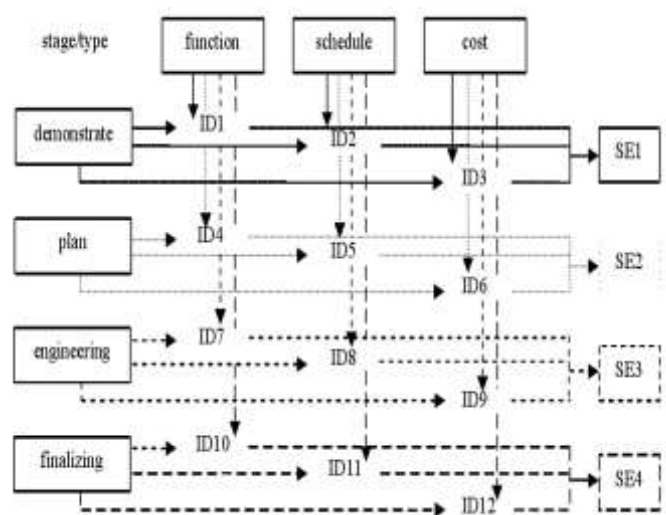 stage/type
function
schedule
cost
demonstrate
ID1
ID2
ID3
SE1
plan
ID4
ID5
ID6
SE2
engineering
ID7
ID8
ID9
SE3
finalizing
ID10
ID11
ID12
SE4